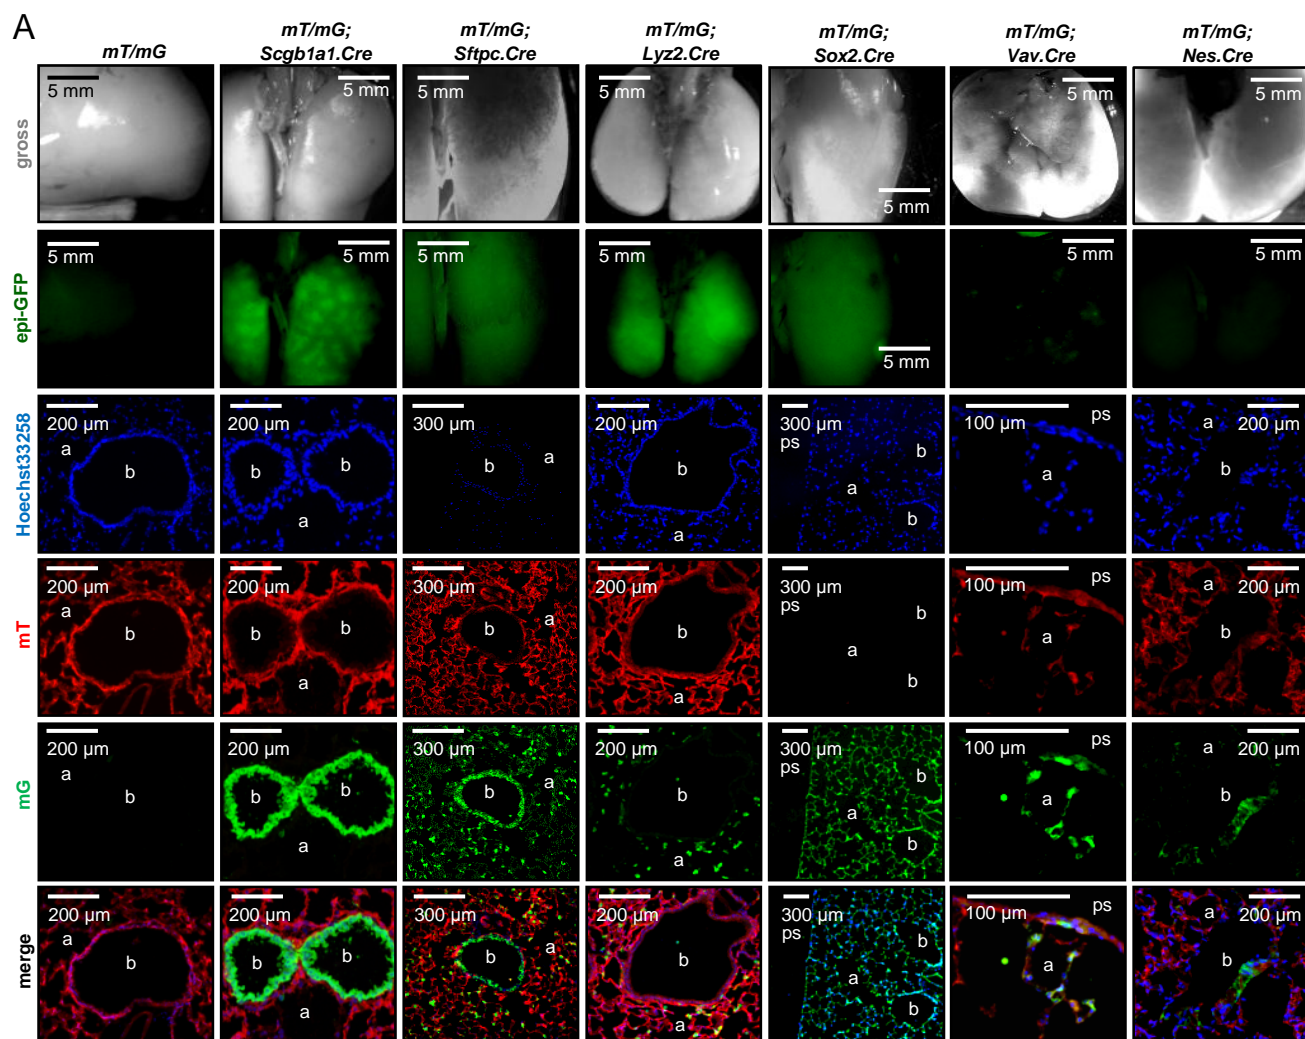 A
mT/mG
mT/mG;
Scgb1a1.Cre
mT/mG;
Sftpc.Cre
mT/mG;
Lyz2.Cre
mT/mG;
Sox2.Cre
mT/mG;
Vav.Cre
mT/mG;
Nes.Cre
gross
5 mm
5 mm
5 mm
5 mm
5 mm
5 mm
5 mm
epi-GFP
5 mm
5 mm
5 mm
5 mm
5 mm
5 mm
5 mm
Hoechst33258
200 µm
a
b
200 µm
b
b
a
300 µm
b
a
200 µm
b
a
300 µm
ps
b
a
b
100 µm
ps
a
a
200 µm
b
mT
200 µm
a
b
200 µm
b
b
a
300 µm
b
a
200 µm
b
a
300 µm
ps
b
a
b
100 µm
ps
a
a
200 µm
b
mG
200 µm
a
b
200 µm
b
b
a
300 µm
b
a
200 µm
b
a
300 µm
ps
b
a
b
100 µm
ps
a
a
200 µm
b
merge
200 µm
a
b
200 µm
b
b
a
300 µm
b
a
200 µm
b
a
300 µm
ps
b
a
b
100 µm
ps
a
a
200 µm
b